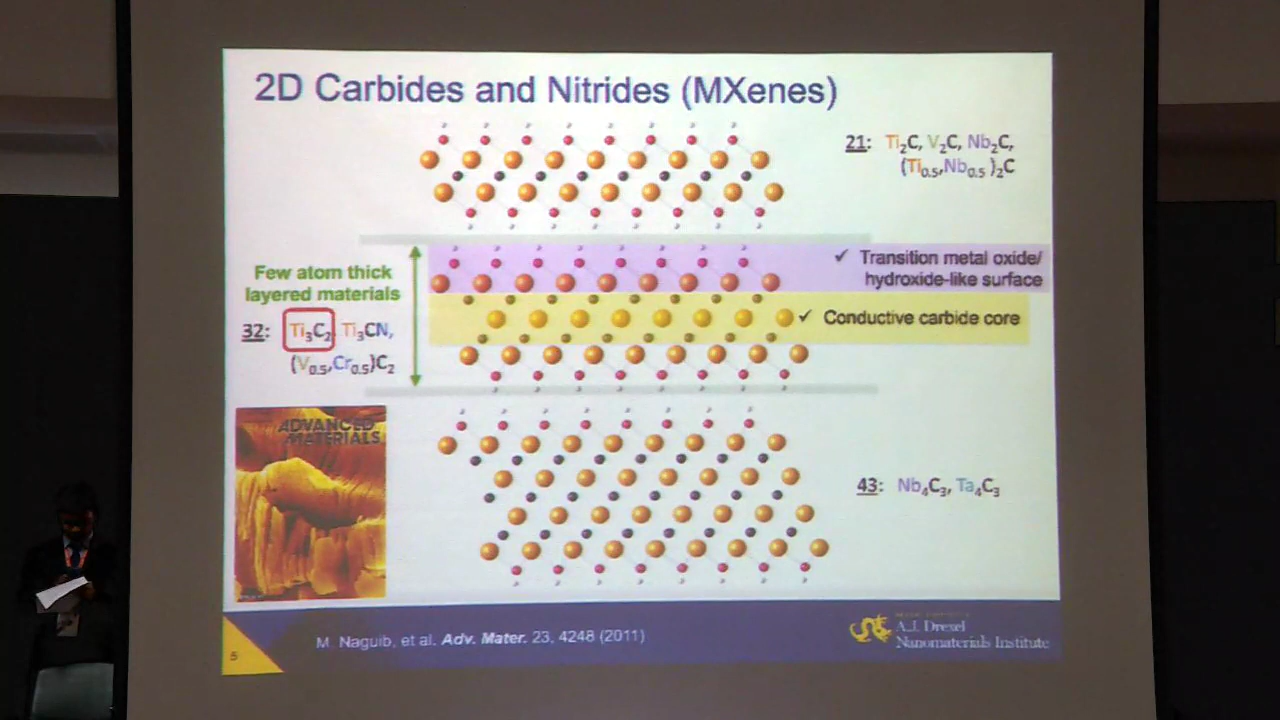 2D Carbides and Nitrides (MXenes)
21: Ti₂C, V₂C, Nb₂C,
(Ti₀.₅,Nb₀.₅)₂C
✓ Transition metal oxide/
hydroxide-like surface
Few atom thick
layered materials
✓ Conductive carbide core
32: Ti₃C₂ Ti₃CN,
(V₀.₅,Cr₀.₅)C₂
ADVANCED
MATERIALS
43: Nb₄C₃, Ta₄C₃
M. Naguib, et al. Adv. Mater. 23, 4248 (2011)
A.J. Drexel
Nanomaterials Institute
5